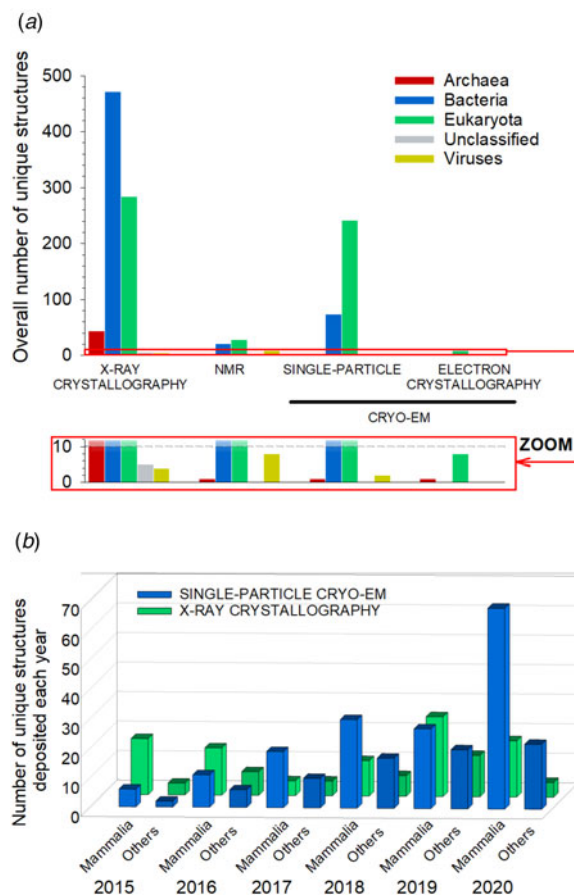 (a)
500
400
300
200
100
0
Overall number of unique structures
Archaea
Bacteria
Eukaryota
Unclassified
Viruses
X-RAY
CRYSTALLOGRAPHY
NMR
SINGLE-PARTICLE
ELECTRON
CRYSTALLOGRAPHY
CRYO-EM
ZOOM
10
0
(b)
SINGLE-PARTICLE CRYO-EM
X-RAY CRYSTALLOGRAPHY
70
60
50
40
30
20
10
0
Number of unique structures
deposited each year
Mammalia
Others
Mammalia
Others
Mammalia
Others
Mammalia
Others
Mammalia
Others
Mammalia
Others
2015
2016
2017
2018
2019
2020